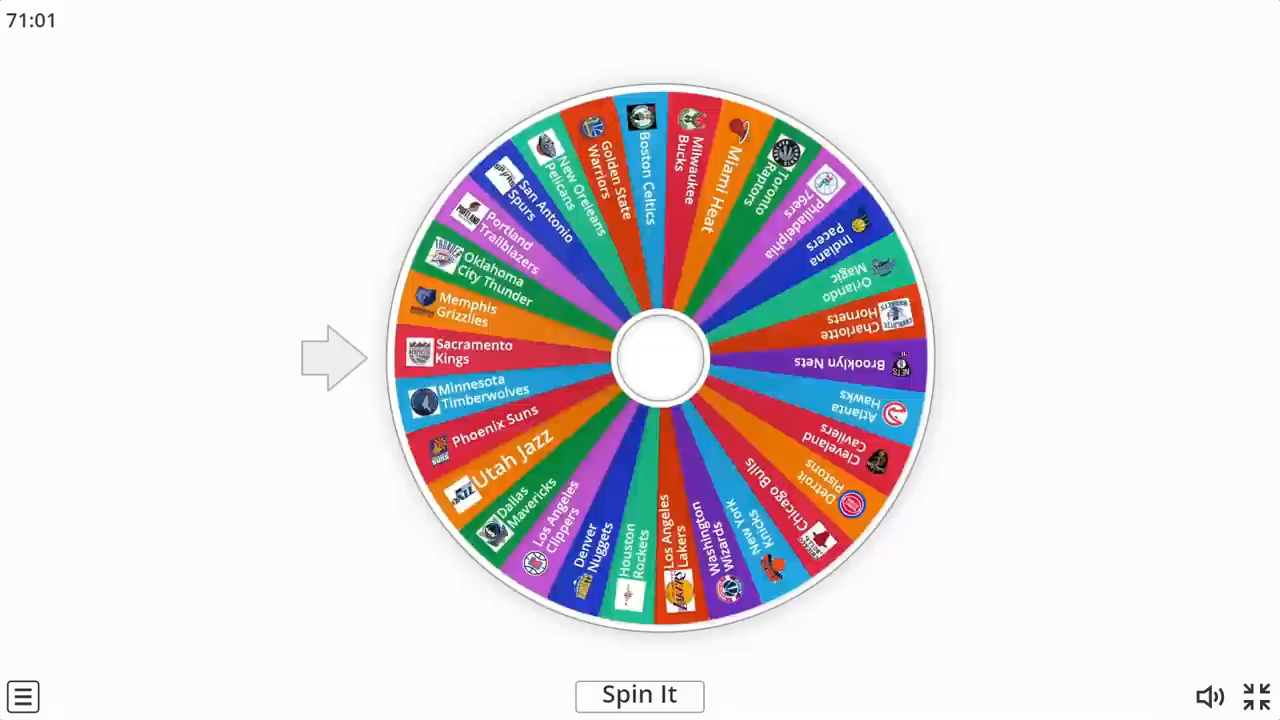 71:01
Boston Celtics
Milwaukee
Bucks
Miami Heat
Toronto
Raptors
Philadelphia
76ers
Indiana
Pacers
Orlando
Magic
Charlotte
Hornets
Brooklyn Nets
Atlanta
Hawks
Cleveland
Cavilers
Detroit
Pistons
Chicago Bulls
New York
Knicks
Washington
Wizards
Los Angeles
Lakers
Houston
Rockets
Denver
Nuggets
Los Angeles
Clippers
Dallas
Mavericks
Utah Jazz
Phoenix Suns
Minnesota
Timberwolves
Sacramento
Kings
Memphis
Grizzlies
Oklahoma
City Thunder
Portland
Trailblazers
San Antonio
Spurs
New Orleans
Pelicans
Golden State
Warriors
Spin It